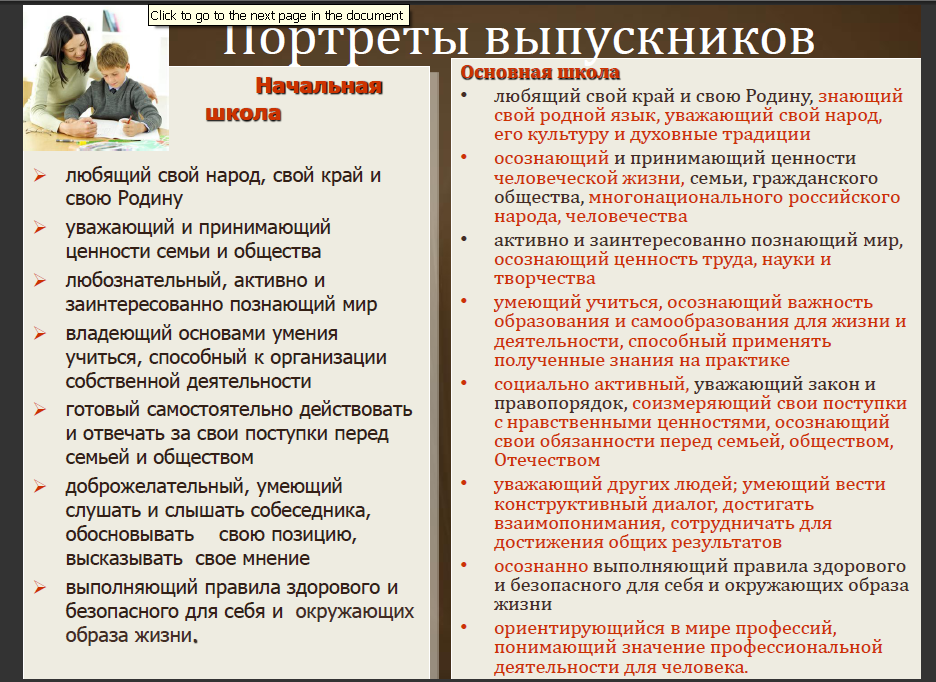 Click to go to the next page in the document
Портреты выпускников
Начальная
школа
любящий свой народ, свой край и
свою Родину
уважающий и принимающий
ценности семьи и общества
любознательный, активно и
заинтересованно познающий мир
владеющий основами умения
учиться, способный к организации
собственной деятельности
готовый самостоятельно действовать
и отвечать за свои поступки перед
семьей и обществом
доброжелательный, умеющий
слушать и слышать собеседника,
обосновывать свою позицию,
высказывать свое мнение
выполняющий правила здорового и
безопасного для себя и окружающих
образа жизни.
Основная школа
• любящий свой край и свою Родину, знающий
свой родной язык, уважающий свой народ,
его культуру и духовные традиции
• осознающий и принимающий ценности
человеческой жизни, семьи, гражданского
общества, многонационального российского
народа, человечества
• активно и заинтересованно познающий мир,
осознающий ценность труда, науки и
творчества
• умеющий учиться, осознающий важность
образования и самообразования для жизни и
деятельности, способный применять
полученные знания на практике
• социально активный, уважающий закон и
правопорядок, соизмеряющий свои поступки
с нравственными ценностями, осознающий
свои обязанности перед семьей, обществом,
Отечеством
• уважающий других людей; умеющий вести
конструктивный диалог, достигать
взаимопонимания, сотрудничать для
достижения общих результатов
• осознанно выполняющий правила здорового
и безопасного для себя и окружающих образа
жизни
• ориентирующийся в мире профессий,
понимающий значение профессиональной
деятельности для человека.